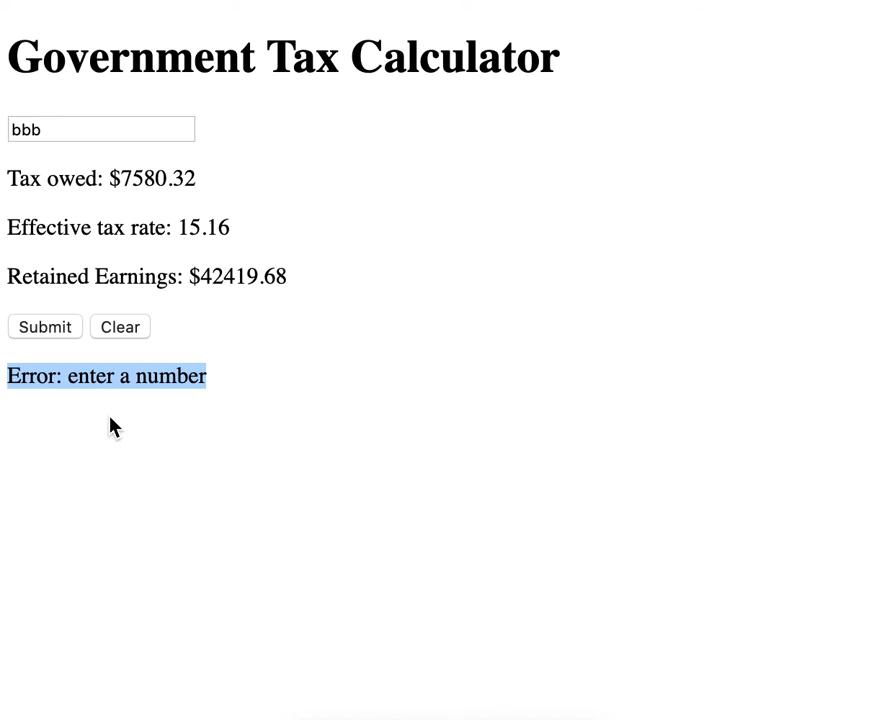 Government Tax Calculator
bbb
Tax owed: $7580.32
Effective tax rate: 15.16
Retained Earnings: $42419.68
Submit Clear
Error: enter a number